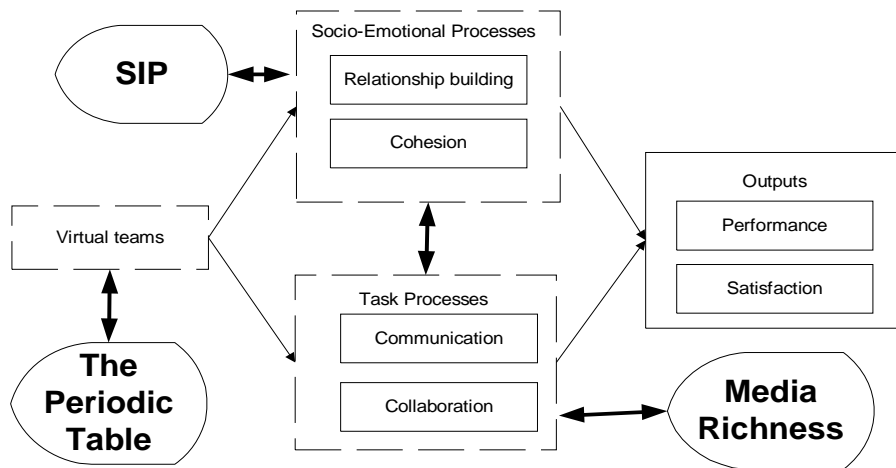 Socio-Emotional Processes
SIP
Relationship building
Cohesion
Outputs
Virtual teams
Performance
Satisfaction
Task Processes
Communication
The
Periodic
Table
Collaboration
Media
Richness